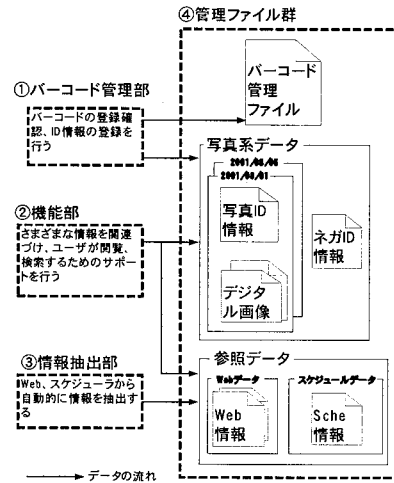 ④管理ファイル群
バーコード
管理
ファイル
①バーコード管理部
バーコードの登録確
認、ID情報の登録を
行う
写真系データ
2001/08/06
2001/08/01
写真ID
情報
ネガID
情報
デジタ
ル画像
②機能部
さまざまな情報を関連
づけ、ユーザが閲覧、
検索するためのサポー
トを行う
参照データ
Webデータ
スケジュールデータ
Web
情報
Sche
情報
③情報抽出部
Web、スケジューラから
自動的に情報を抽出す
る
データの流れ